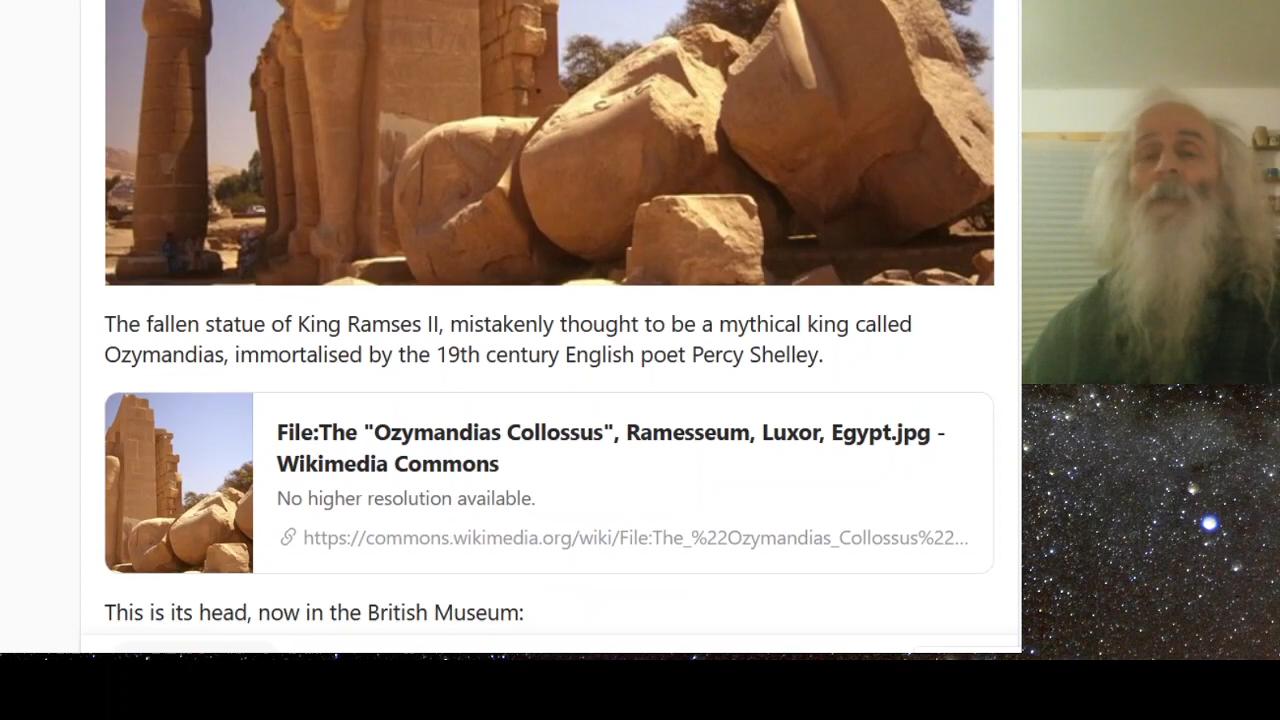 The fallen statue of King Ramses II, mistakenly thought to be a mythical king called
Ozymandias, immortalised by the 19th century English poet Percy Shelley.
File:The "Ozymandias Collossus", Ramesseum, Luxor, Egypt.jpg -
Wikimedia Commons
No higher resolution available.
https://commons.wikimedia.org/wiki/File:The_%22Ozymandias_Collossus%22...
This is its head, now in the British Museum: